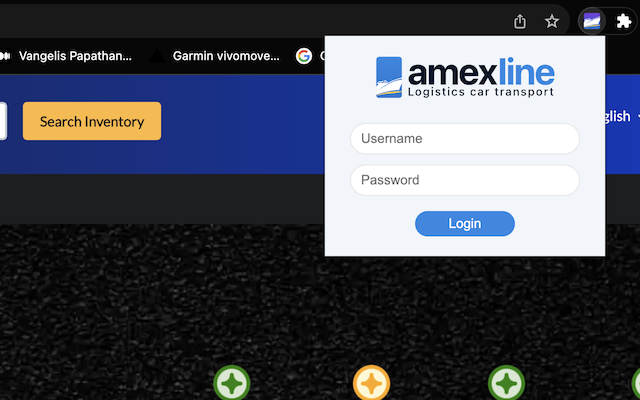 Vangelis Papathan...
Garmin vivomove...
Search Inventory
glish
amexline
Logistics car transport
Username
Password
Login